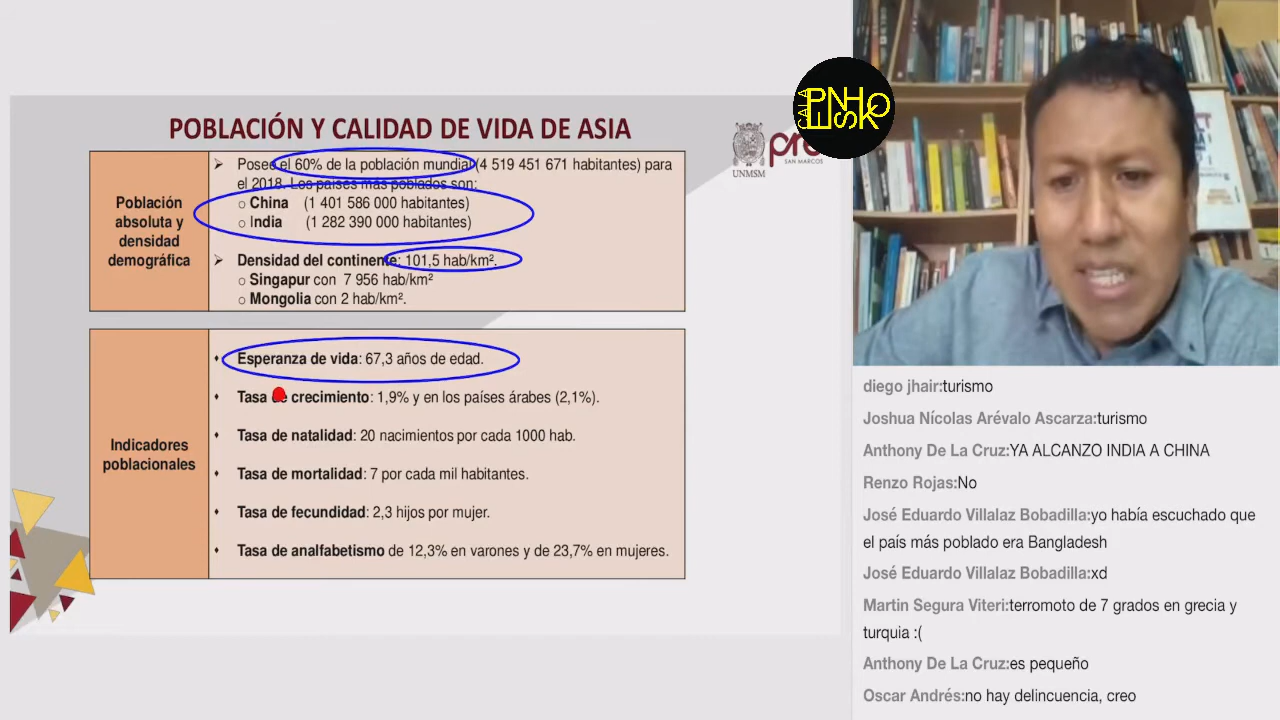 POBLACIÓN Y CALIDAD DE VIDA DE ASIA
UNMSM
pre
SAN MARCOS
CALA
PNHO
ESK
Población
absoluta y
densidad
demográfica
Posee el 60% de la población mundial (4 519 451 671 habitantes) para
el 2018. Los países más poblados son:
China (1 401 586 000 habitantes)
India (1 282 390 000 habitantes)
Densidad del continente: 101,5 hab/km².
Singapur con 7 956 hab/km²
Mongolia con 2 hab/km².
Indicadores
poblacionales
Esperanza de vida: 67,3 años de edad.
Tasa de crecimiento: 1,9% y en los países árabes (2,1%).
Tasa de natalidad: 20 nacimientos por cada 1000 hab.
Tasa de mortalidad: 7 por cada mil habitantes.
Tasa de fecundidad: 2,3 hijos por mujer.
Tasa de analfabetismo de 12,3% en varones y de 23,7% en mujeres.
diego jhair:turismo
Joshua Nícolas Arévalo Ascarza:turismo
Anthony De La Cruz:YA ALCANZO INDIA A CHINA
Renzo Rojas:No
José Eduardo Villalaz Bobadilla:yo había escuchado que
el país más poblado era Bangladesh
José Eduardo Villalaz Bobadilla:xd
Martin Segura Viteri:terromoto de 7 grados en grecia y
turquia :(
Anthony De La Cruz:es pequeño
Oscar Andrés:no hay delincuencia, creo